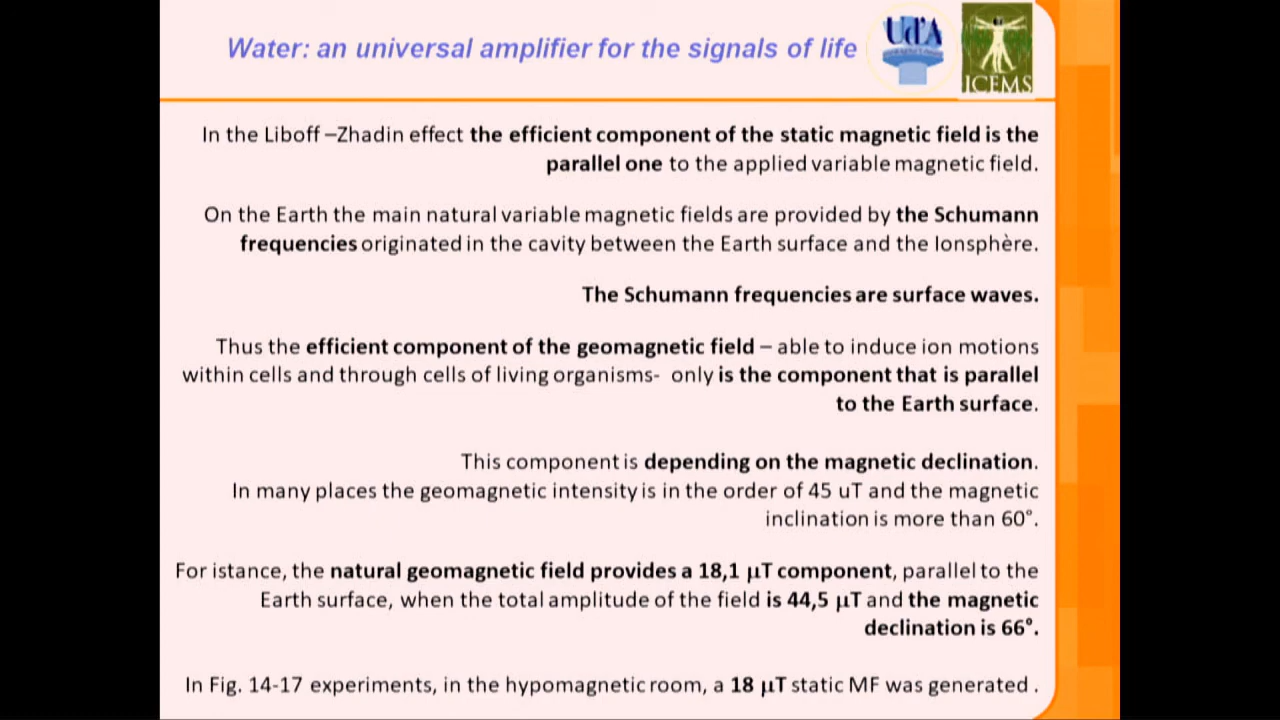 Water: an universal amplifier for the signals of life
UdA
ICEMS
In the Liboff –Zhadin effect the efficient component of the static magnetic field is the
parallel one to the applied variable magnetic field.
On the Earth the main natural variable magnetic fields are provided by the Schumann
frequencies originated in the cavity between the Earth surface and the Ionsphère.
The Schumann frequencies are surface waves.
Thus the efficient component of the geomagnetic field – able to induce ion motions
within cells and through cells of living organisms- only is the component that is parallel
to the Earth surface.
This component is depending on the magnetic declination.
In many places the geomagnetic intensity is in the order of 45 uT and the magnetic
inclination is more than 60°.
For istance, the natural geomagnetic field provides a 18,1 μT component, parallel to the
Earth surface, when the total amplitude of the field is 44,5 μT and the magnetic
declination is 66°.
In Fig. 14-17 experiments, in the hypomagnetic room, a 18 μT static MF was generated .